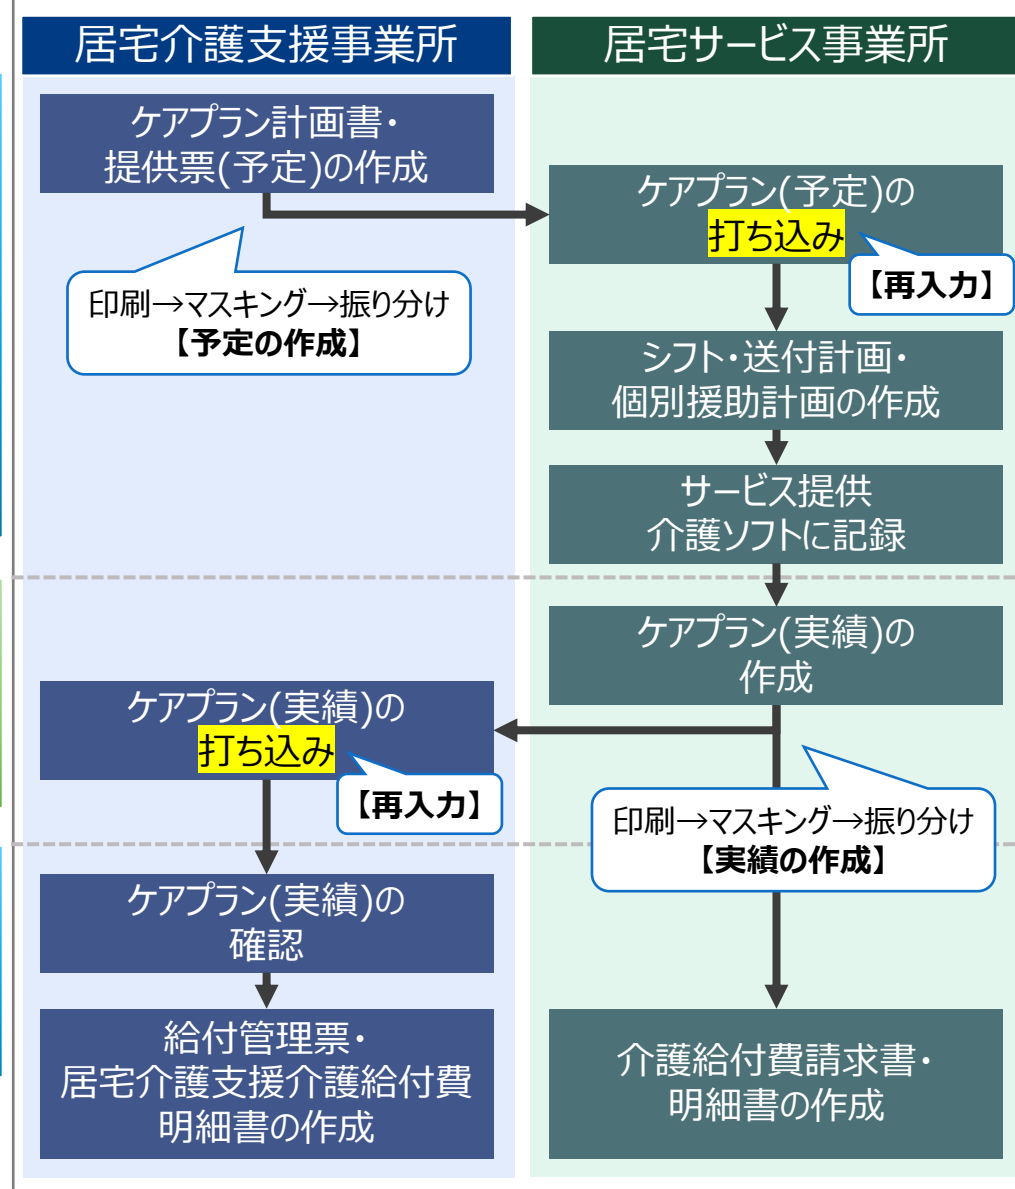 居宅介護支援事業所
居宅サービス事業所
ケアプラン計画書・
提供票(予定)の作成
ケアプラン(予定)の
打ち込み
【再入力】
印刷→マスキング→振り分け
【予定の作成】
シフト・送付計画・
個別援助計画の作成
サービス提供
介護ソフトに記録
ケアプラン(実績)の
作成
ケアプラン(実績)の
打ち込み
【再入力】
印刷→マスキング→振り分け
【実績の作成】
ケアプラン(実績)の
確認
給付管理票・
居宅介護支援介護給付費
明細書の作成
介護給付費請求書・
明細書の作成